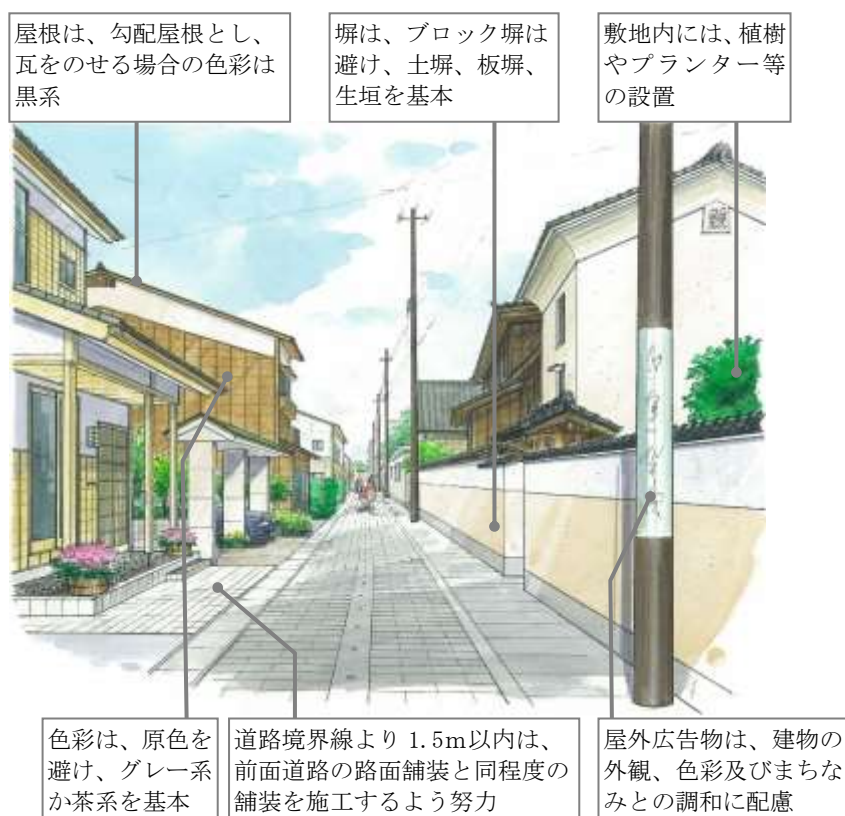 屋根は、勾配屋根とし、
瓦をのせる場合の色彩は
黒系
塀は、ブロック塀は
避け、土塀、板塀、
生垣を基本
敷地内には、植樹
やプランター等
の設置
色彩は、原色を
避け、グレー系
か茶系を基本
道路境界線より 1.5m以内は、
前面道路の路面舗装と同程度の
舗装を施工するよう努力
屋外広告物は、建物の
外観、色彩及びまちな
みとの調和に配慮